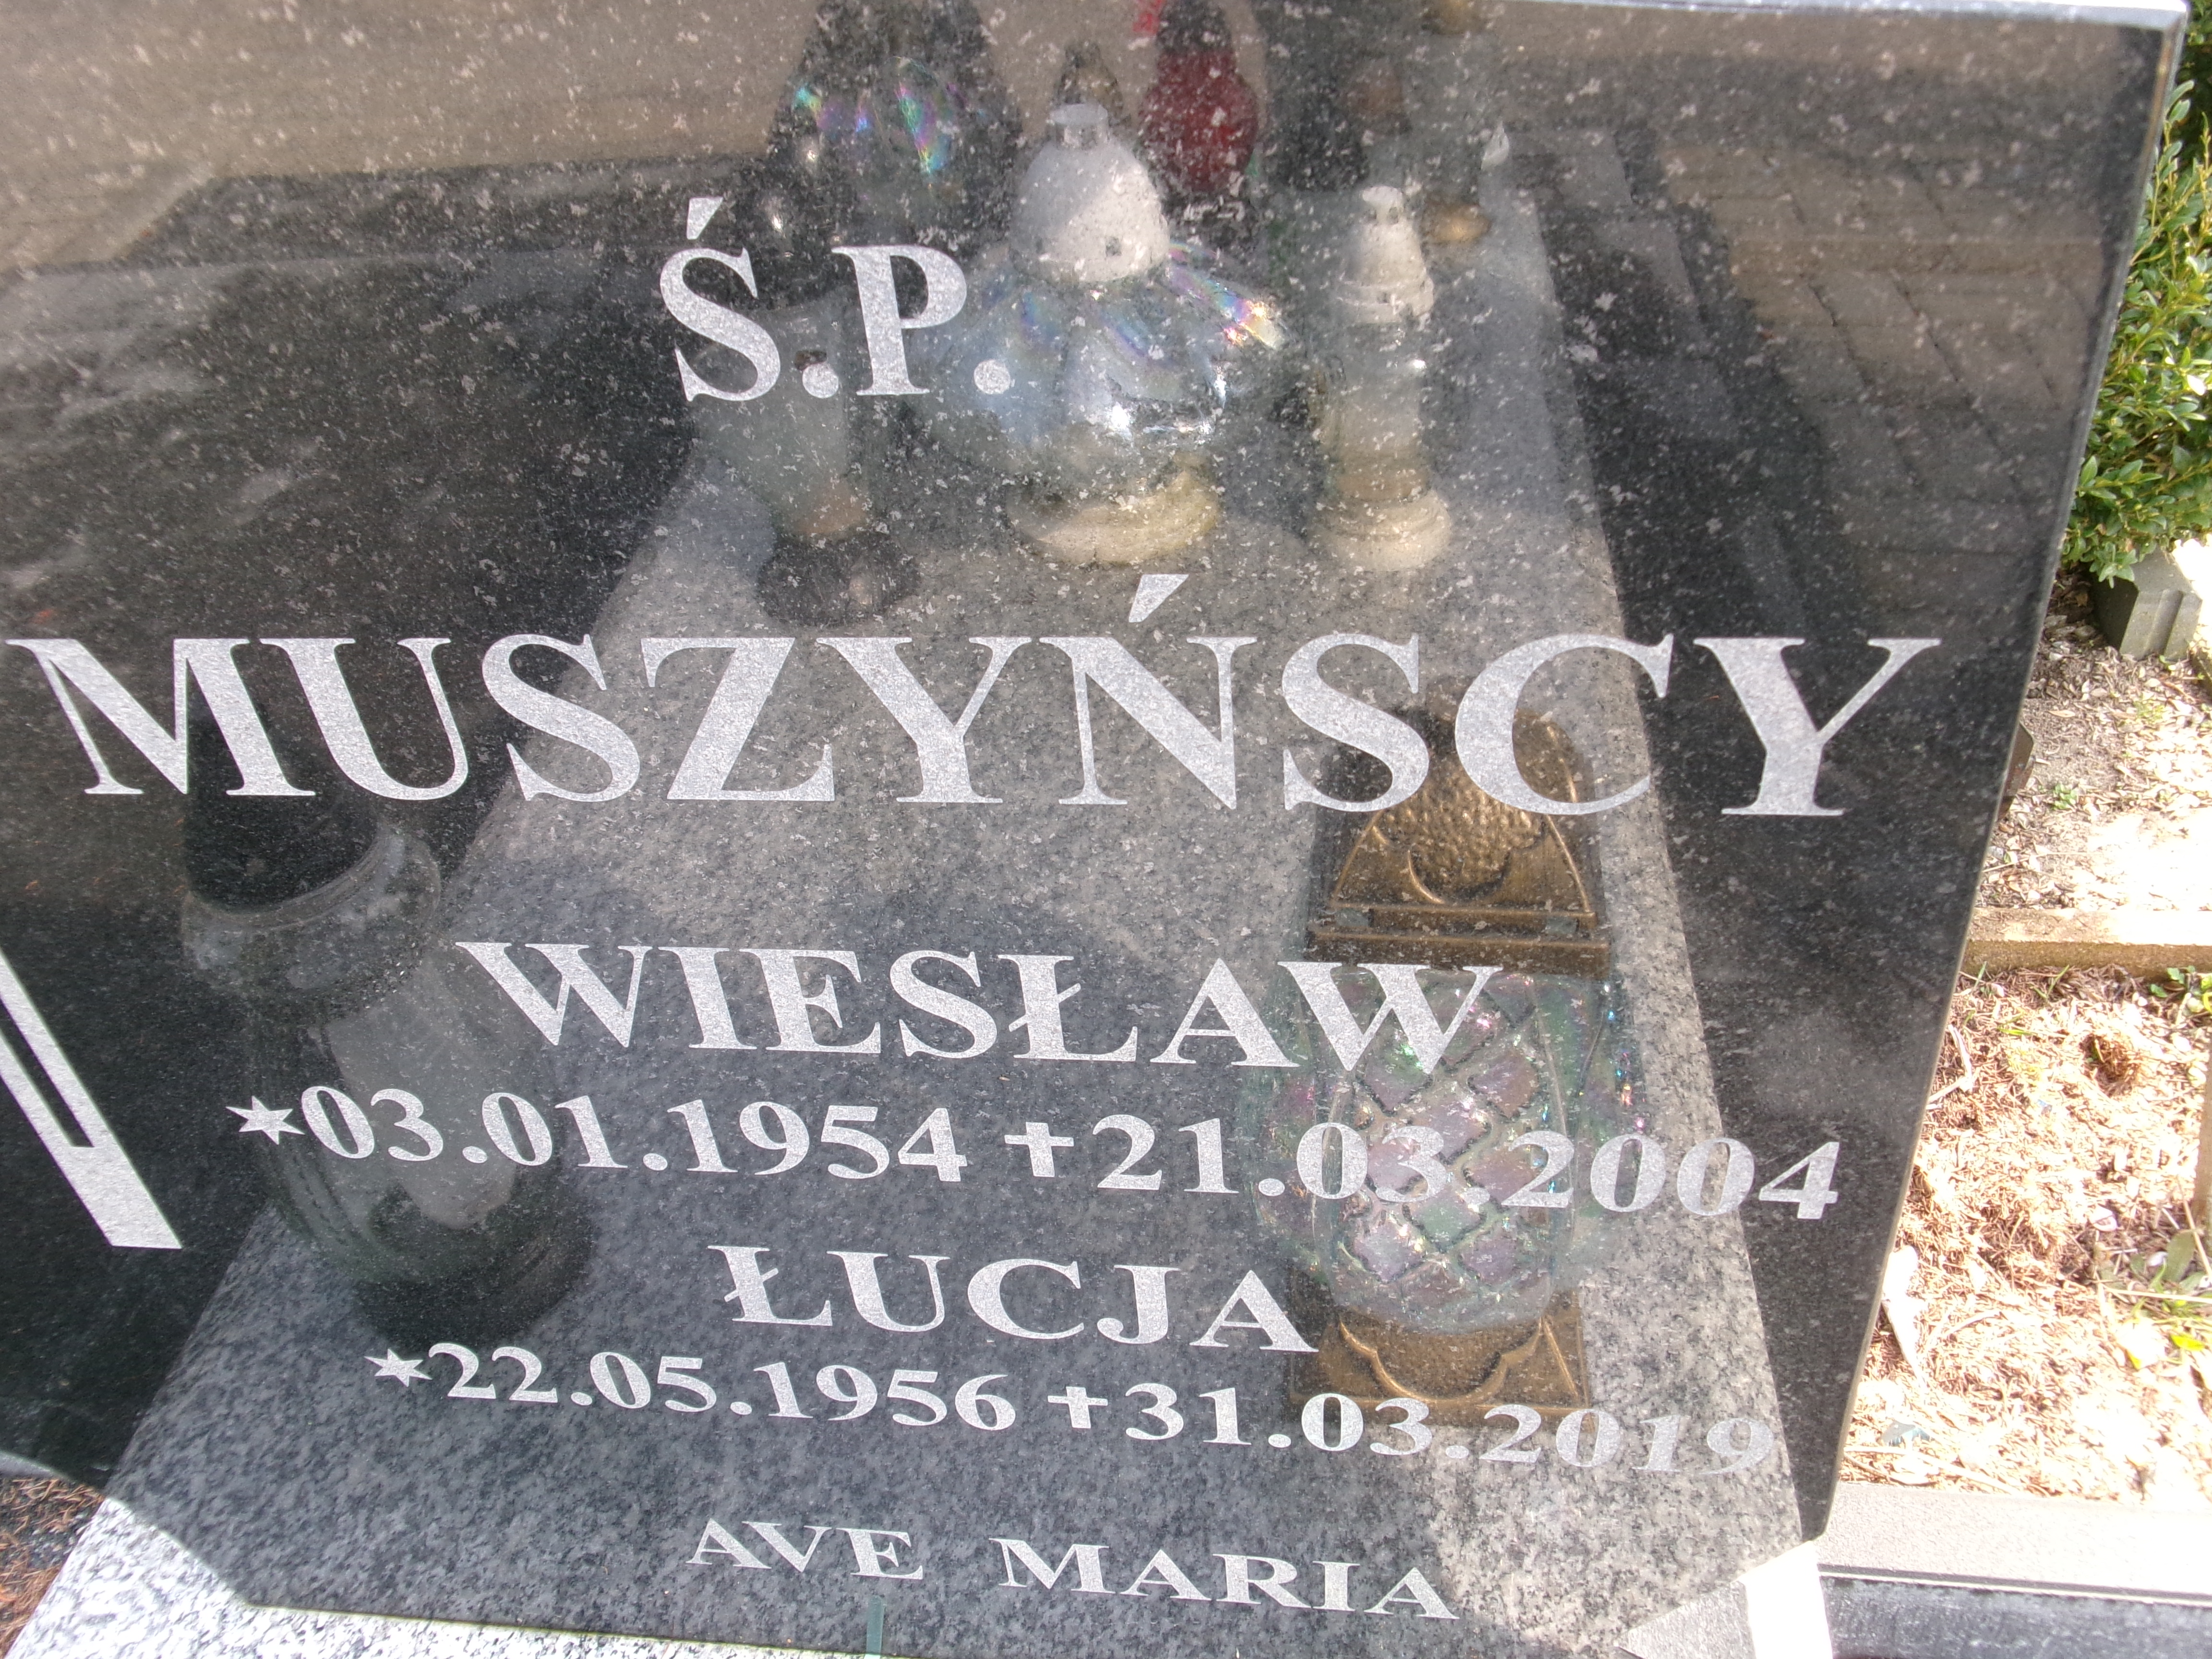 Ś.P.
MUSZYŃSCY
WIESŁAW
✶03.01.1954 ✝21.03.2004
ŁUCJA
✶22.05.1956 ✝31.03.2019
AVE MARIA